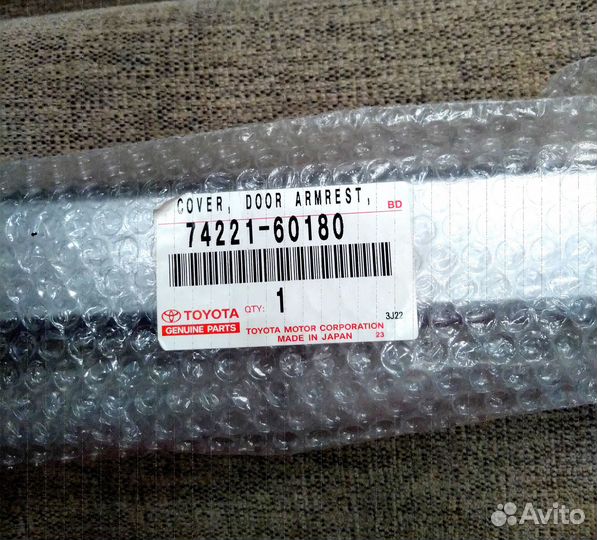 COVER, DOOR ARMREST,
BD
74221-60180
TOYOTA
GENUINE PARTS
QTY: 1
3J2?
TOYOTA MOTOR CORPORATION
MADE IN JAPAN 23
Avito